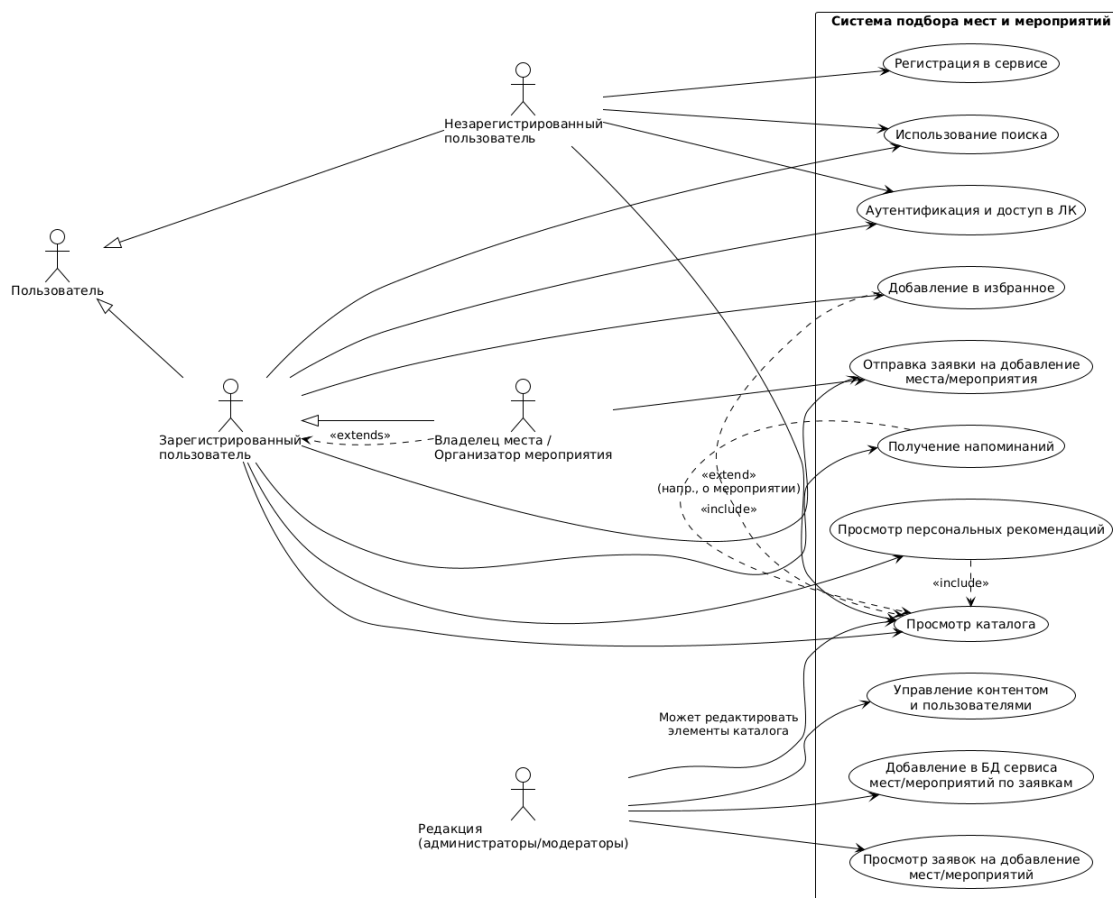 Система подбора мест и мероприятий
Регистрация в сервисе
Незарегистрированный
пользователь
Использование поиска
Аутентификация и доступ в ЛК
Пользователь
Добавление в избранное
Отправка заявки на добавление
места/мероприятия
Зарегистрированный
пользователь
«extends»
Владелец места /
Организатор мероприятия
Получение напоминаний
«extend»
(напр., о мероприятии)
«include»
Просмотр персональных рекомендаций
«include»
Просмотр каталога
Управление контентом
и пользователями
Может редактировать
элементы каталога
Добавление в БД сервиса
мест/мероприятий по заявкам
Редакция
(администраторы/модераторы)
Просмотр заявок на добавление
мест/мероприятий